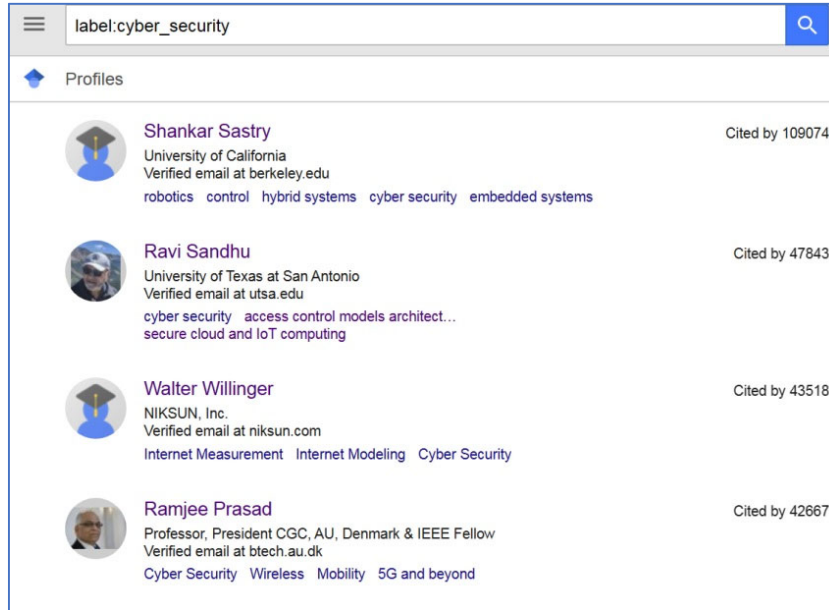 label:cyber_security
Profiles
Shankar Sastry
Cited by 109074
University of California
Verified email at berkeley.edu
robotics control hybrid systems cyber security embedded systems
Ravi Sandhu
Cited by 47843
University of Texas at San Antonio
Verified email at utsa.edu
cyber security access control models architect...
secure cloud and IoT computing
Walter Willinger
Cited by 43518
NIKSUN, Inc.
Verified email at niksun.com
Internet Measurement Internet Modeling Cyber Security
Ramjee Prasad
Cited by 42667
Professor, President CGC, AU, Denmark & IEEE Fellow
Verified email at btech.au.dk
Cyber Security Wireless Mobility 5G and beyond